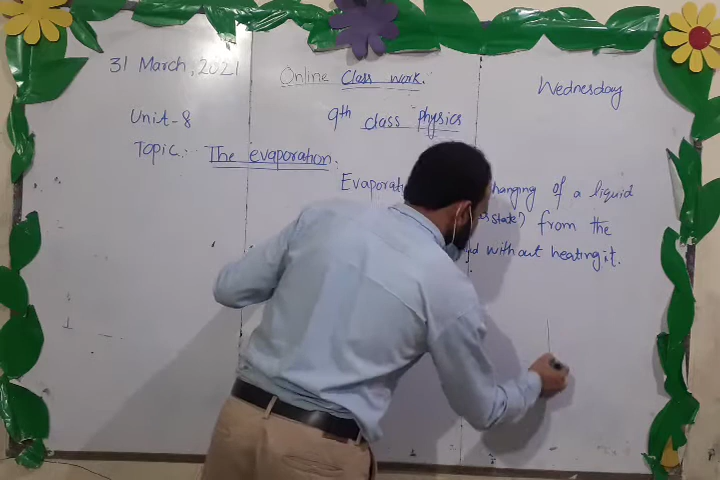 31 March, 2021
Online Class work.
Wednesday
Unit-8
9th class physics
Topic: The evaporation.
Evaporat hanging of a liquid
state) from the
without heating it.